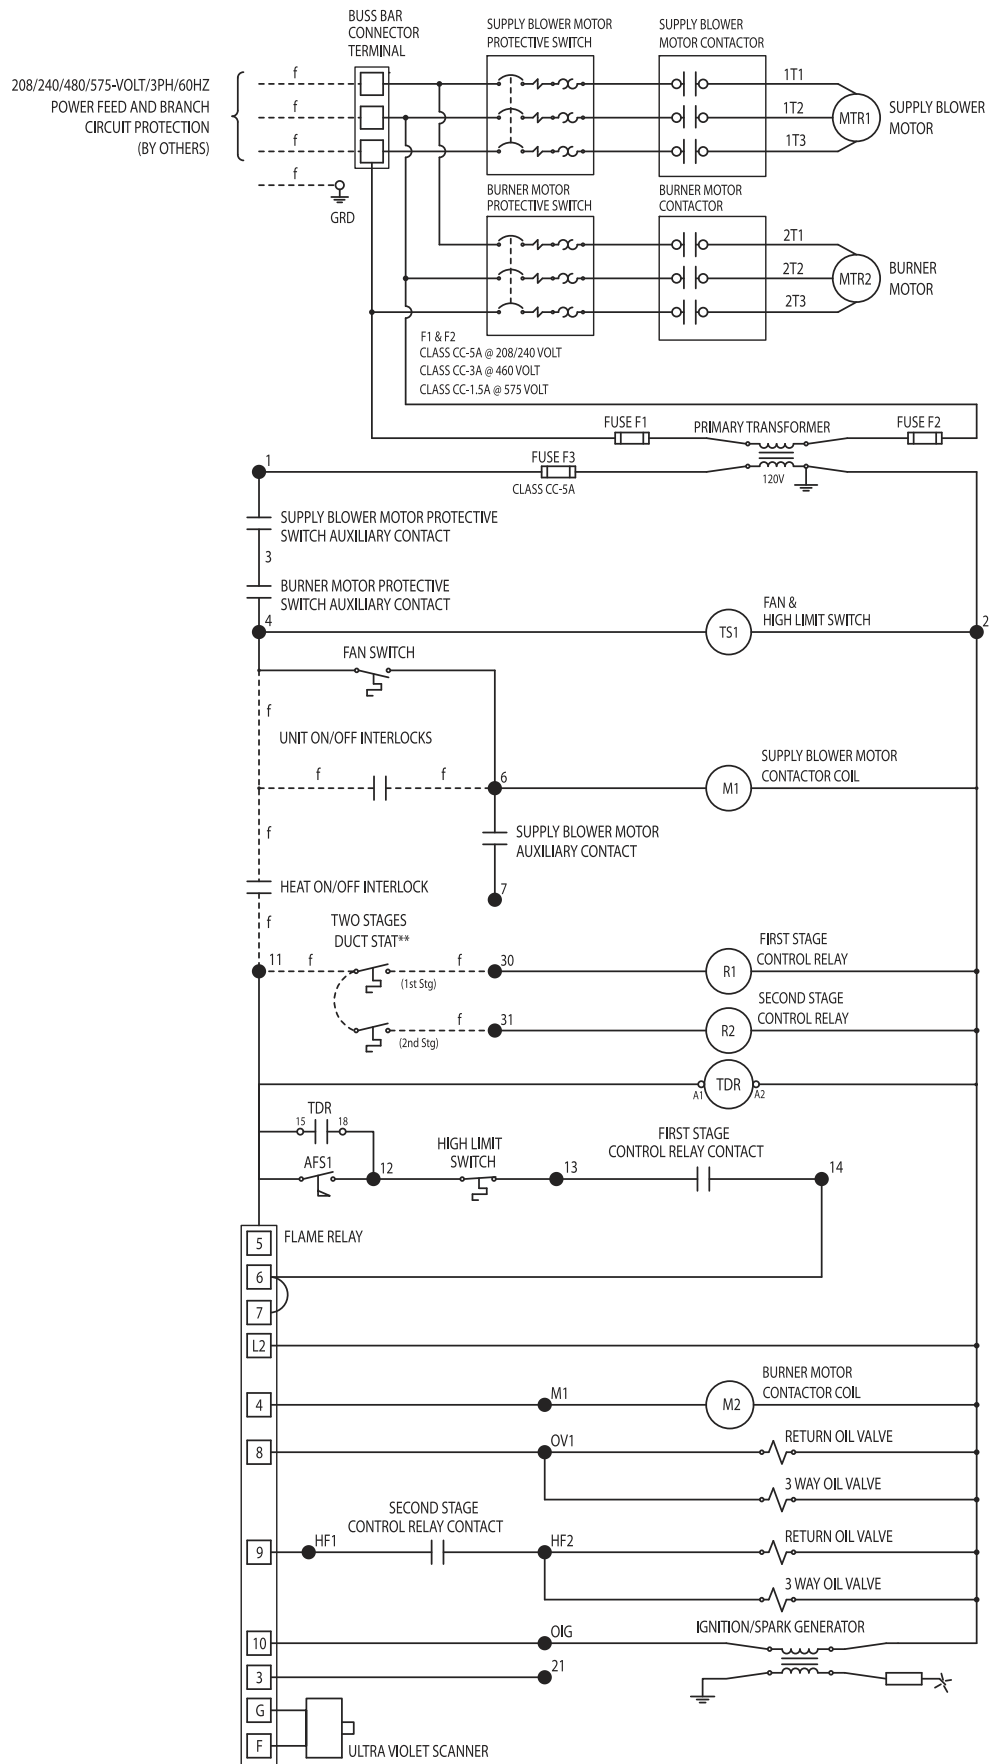 BUSS BAR
CONNECTOR
TERMINAL
SUPPLY BLOWER MOTOR
PROTECTIVE SWITCH
SUPPLY BLOWER
MOTOR CONTACTOR
208/240/480/575-VOLT/3PH/60HZ
POWER FEED AND BRANCH
CIRCUIT PROTECTION
(BY OTHERS)
f
f
f
f
GRD
1T1
1T2
1T3
MTR1
SUPPLY BLOWER
MOTOR
BURNER MOTOR
PROTECTIVE SWITCH
BURNER MOTOR
CONTACTOR
2T1
2T2
2T3
MTR2
BURNER
MOTOR
F1 & F2
CLASS CC-5A @ 208/240 VOLT
CLASS CC-3A @ 460 VOLT
CLASS CC-1.5A @ 575 VOLT
FUSE F1
PRIMARY TRANSFORMER
FUSE F2
1
FUSE F3
CLASS CC-5A
120V
SUPPLY BLOWER MOTOR PROTECTIVE
SWITCH AUXILIARY CONTACT
3
BURNER MOTOR PROTECTIVE
SWITCH AUXILIARY CONTACT
4
TS1
FAN &
HIGH LIMIT SWITCH
2
FAN SWITCH
f
UNIT ON/OFF INTERLOCKS
f
f
6
M1
SUPPLY BLOWER MOTOR
CONTACTOR COIL
f
SUPPLY BLOWER MOTOR
AUXILIARY CONTACT
7
HEAT ON/OFF INTERLOCK
f
TWO STAGES
DUCT STAT**
11
f
(1st Stg)
f
30
R1
FIRST STAGE
CONTROL RELAY
(2nd Stg)
f
31
R2
SECOND STAGE
CONTROL RELAY
A1
TDR
A2
TDR
15
18
AFS1
12
HIGH LIMIT
SWITCH
13
FIRST STAGE
CONTROL RELAY CONTACT
14
5
FLAME RELAY
6
7
L2
4
M1
M2
BURNER MOTOR
CONTACTOR COIL
8
OV1
RETURN OIL VALVE
3 WAY OIL VALVE
9
HF1
SECOND STAGE
CONTROL RELAY CONTACT
HF2
RETURN OIL VALVE
3 WAY OIL VALVE
10
OIG
IGNITION/SPARK GENERATOR
3
21
G
F
ULTRA VIOLET SCANNER